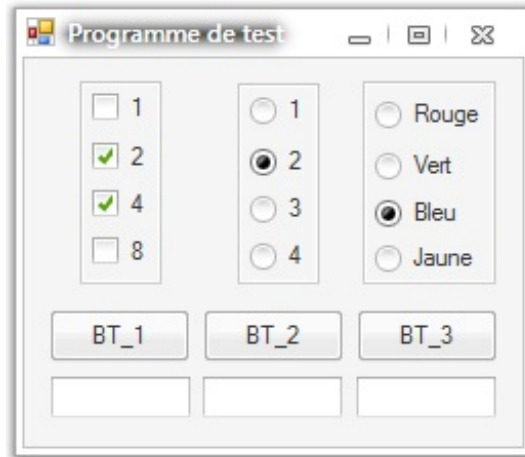 Programme de test
1
2
4
8
1
2
3
4
Rouge
Vert
Bleu
Jaune
BT_1
BT_2
BT_3